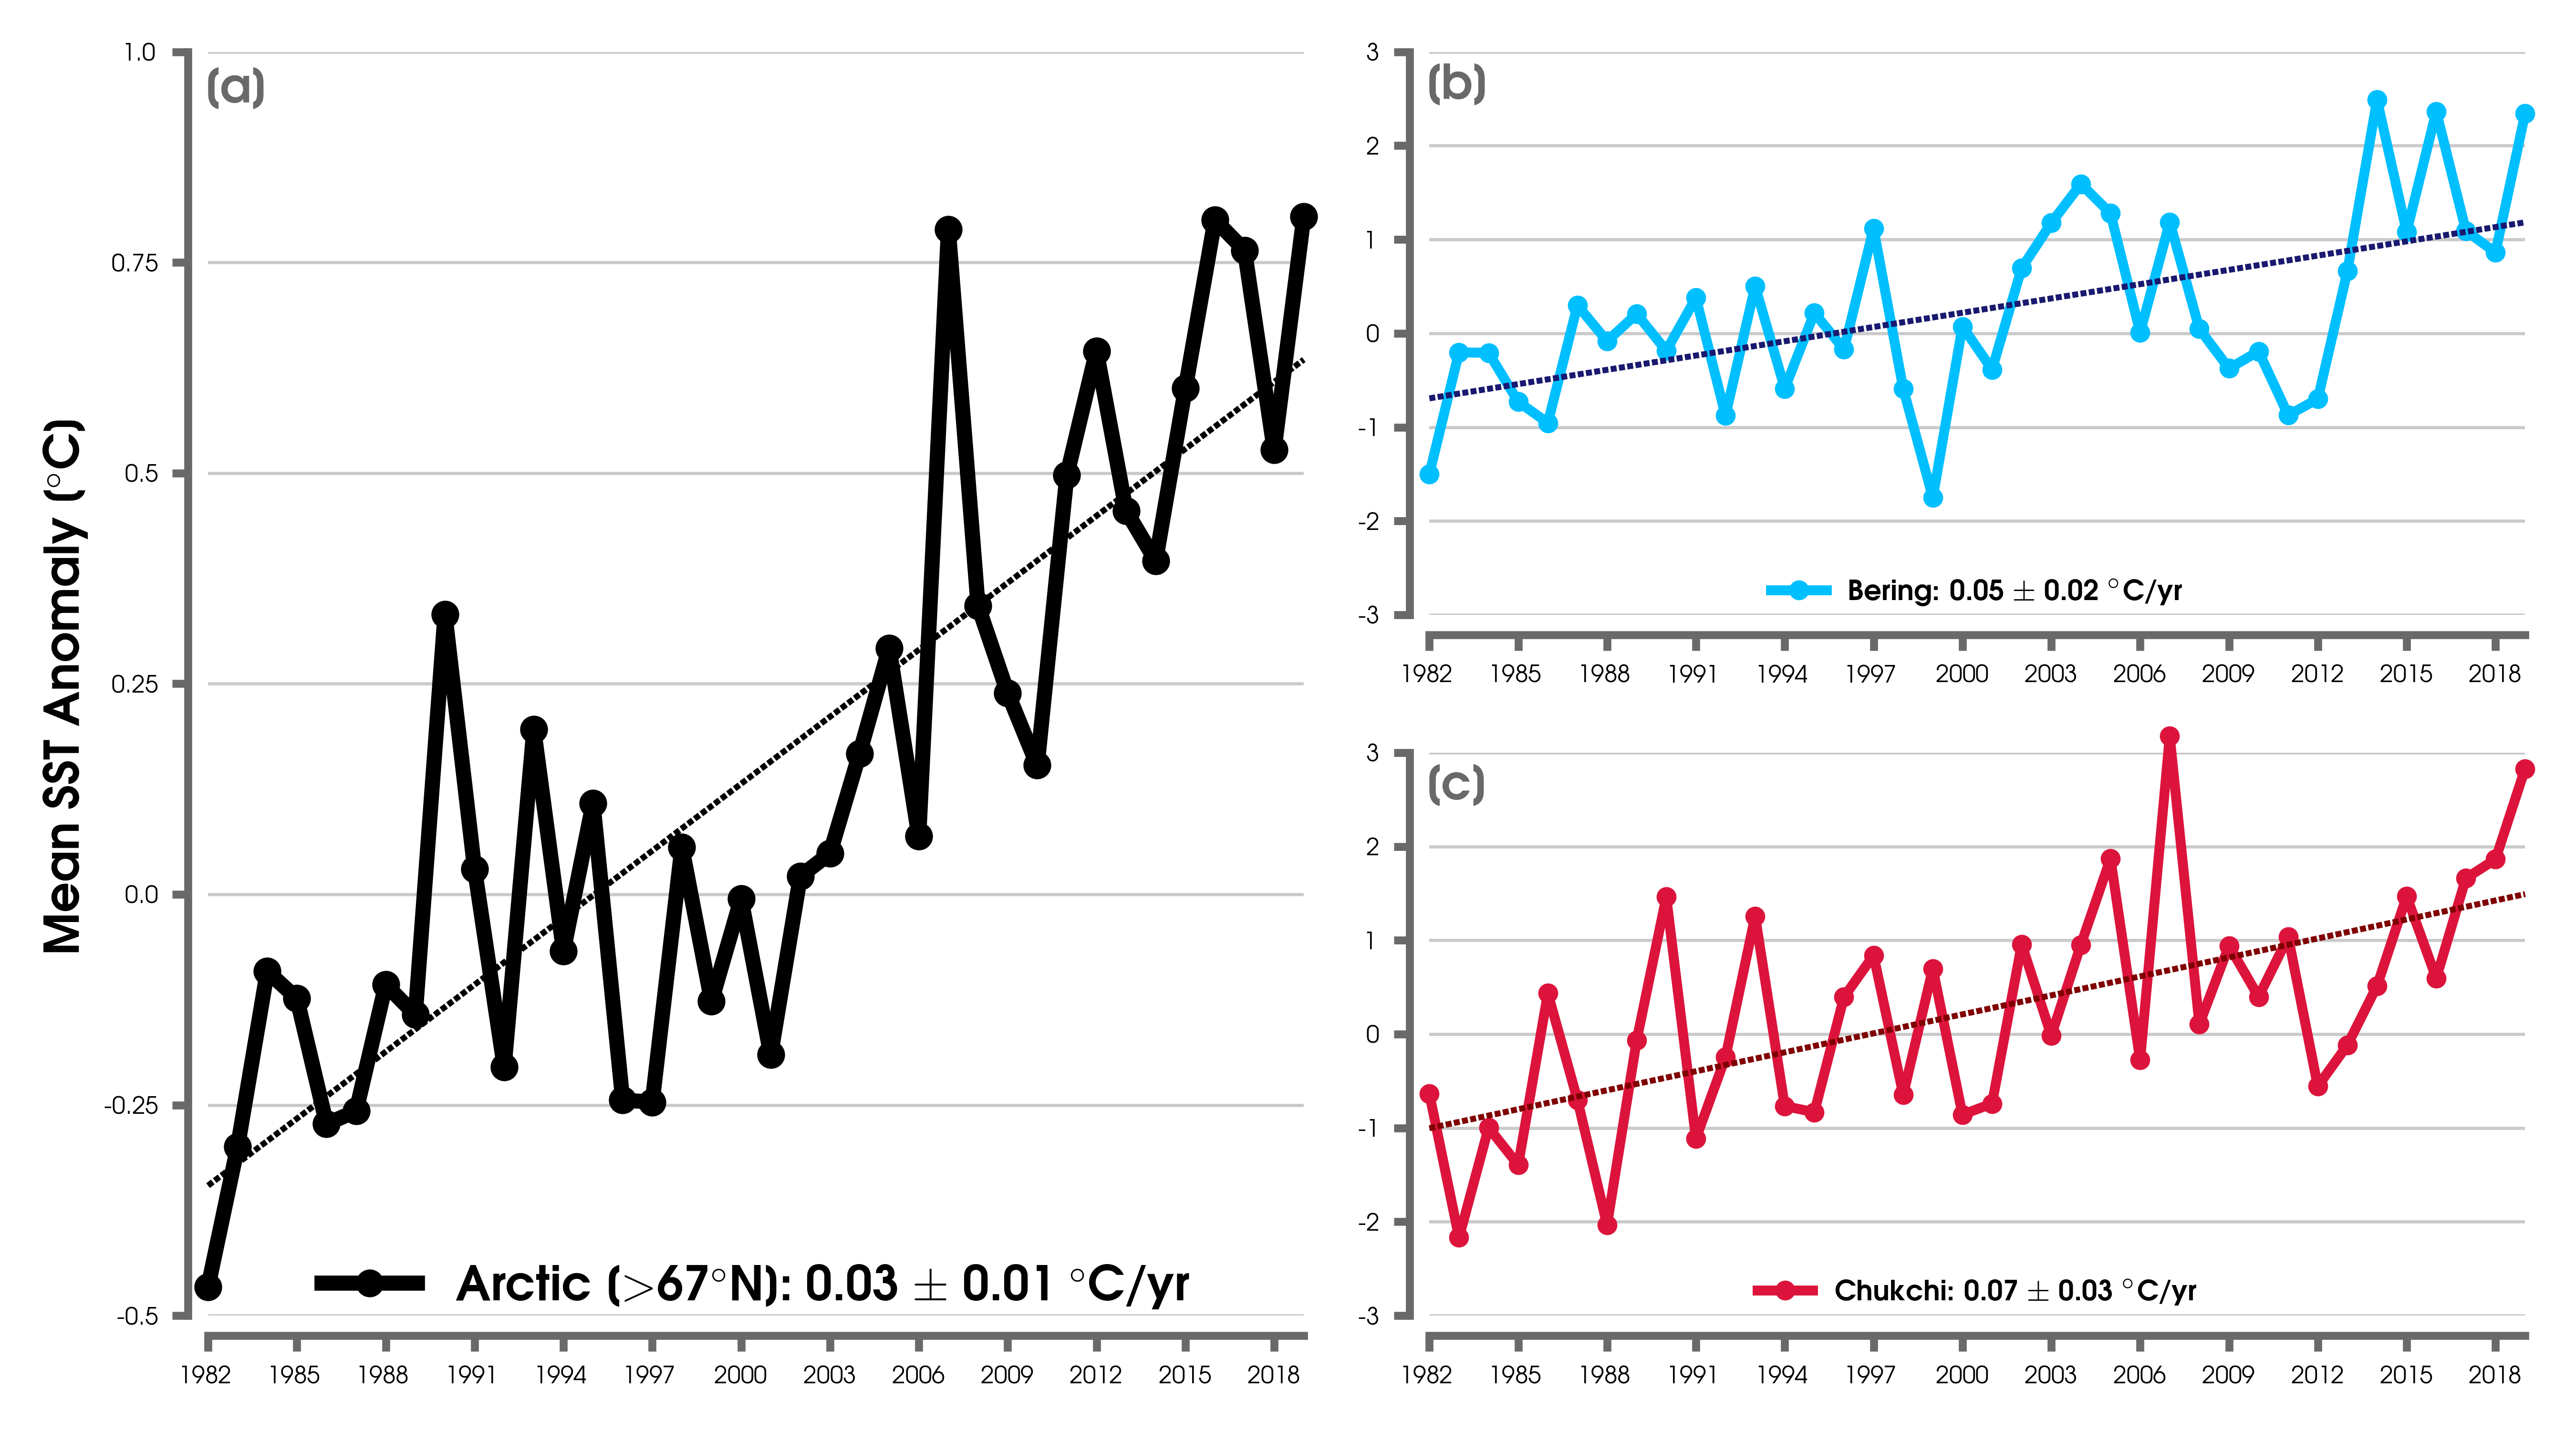 Mean SST Anomaly (°C)
(a)
1.0
0.75
0.5
0.25
0.0
-0.25
-0.5
Arctic (>67°N): 0.03 ± 0.01 °C/yr
1982 1985 1988 1991 1994 1997 2000 2003 2006 2009 2012 2015 2018
(b)
3
2
1
0
-1
-2
-3
Bering: 0.05 ± 0.02 °C/yr
1982 1985 1988 1991 1994 1997 2000 2003 2006 2009 2012 2015 2018
(c)
3
2
1
0
-1
-2
-3
Chukchi: 0.07 ± 0.03 °C/yr
1982 1985 1988 1991 1994 1997 2000 2003 2006 2009 2012 2015 2018